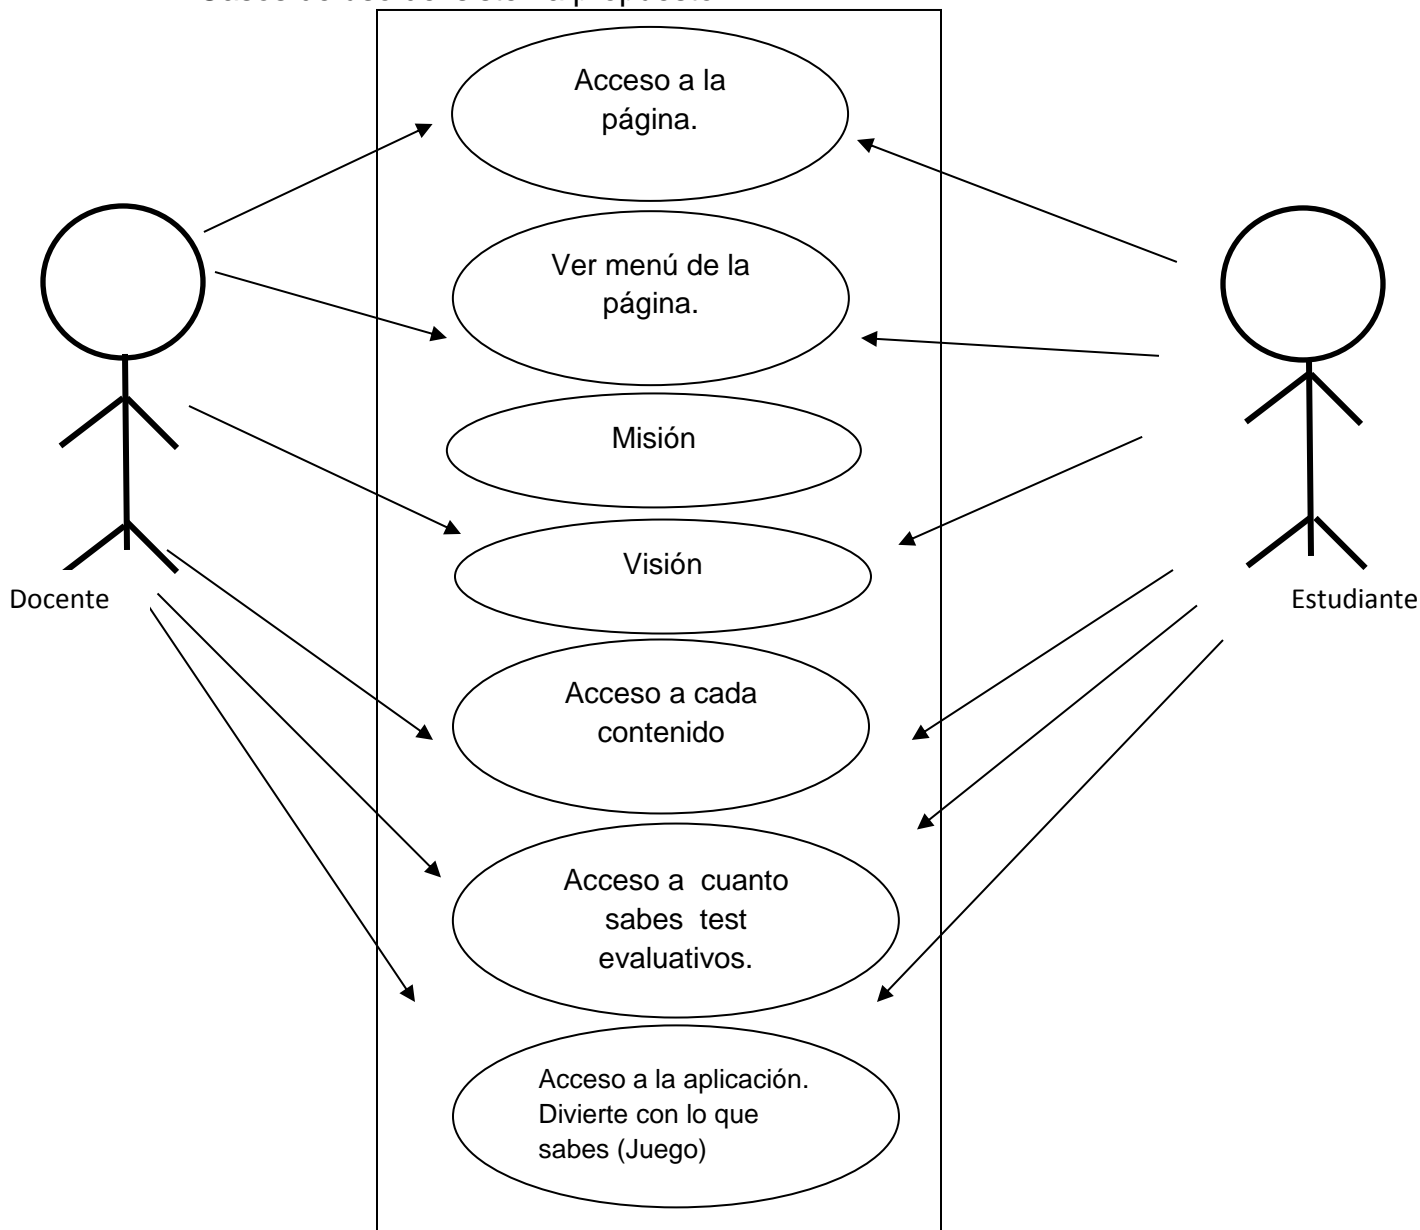 Acceso a la
página.
Ver menú de la
página.
Misión
Visión
Docente
Estudiante
Acceso a cada
contenido
Acceso a  cuanto
sabes  test
evaluativos.
Acceso a la aplicación.
Divierte con lo que
sabes (Juego)